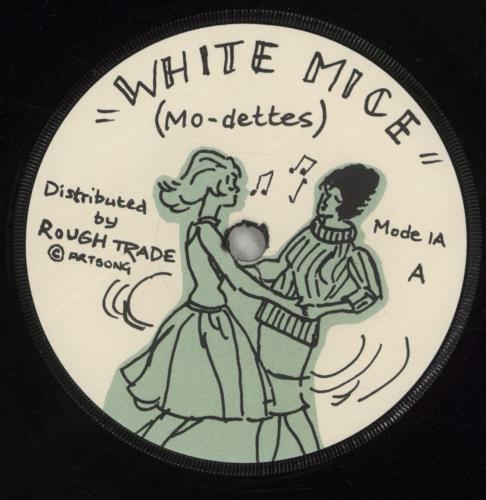 "WHITE MICE"
(Mo-dettes)
Distributed
by
ROUGH TRADE
© ARTSONG
Mode 1A
A